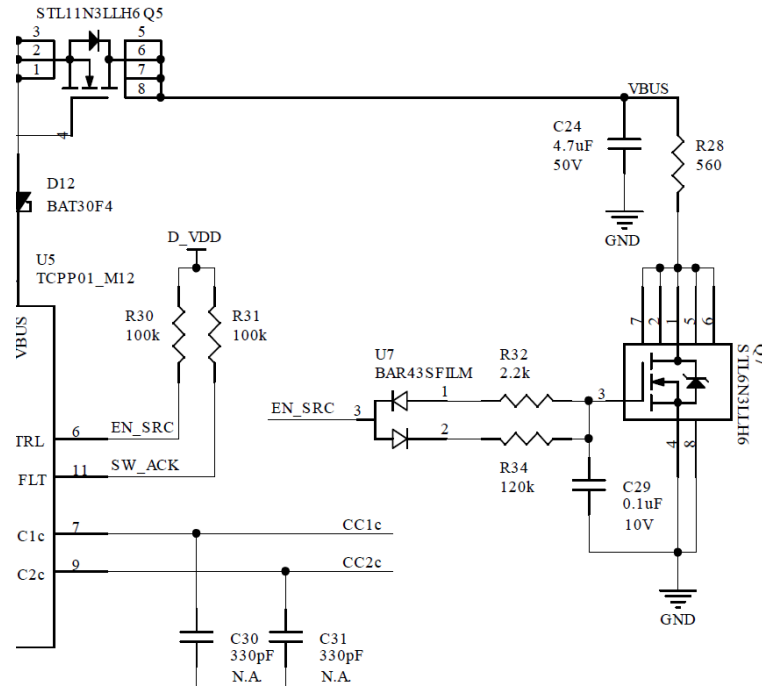 STL11N3LLH6 Q5
3
2
1
5
6
7
8
4
VBUS
C24
4.7uF
50V
R28
560
GND
D12
BAT30F4
U5
TCPP01_M12
D_VDD
R30
100k
R31
100k
VBUS
7
2
1
5
6
U7
BAR43SFILM
R32
2.2k
STL6N3LLH6
EN_SRC
3
1
2
3
4
8
R34
120k
C29
0.1uF
10V
GND
TRL
6
EN_SRC
FLT
11
SW_ACK
C1c
7
CC1c
C2c
9
CC2c
C30
330pF
N.A.
C31
330pF
N.A.